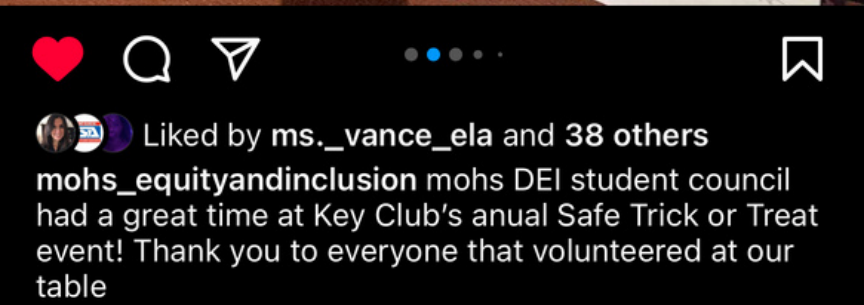 Liked by ms._vance_ela and 38 others
mohs_equityandinclusion mohs DEI student council
had a great time at Key Club's anual Safe Trick or Treat
event! Thank you to everyone that volunteered at our
table